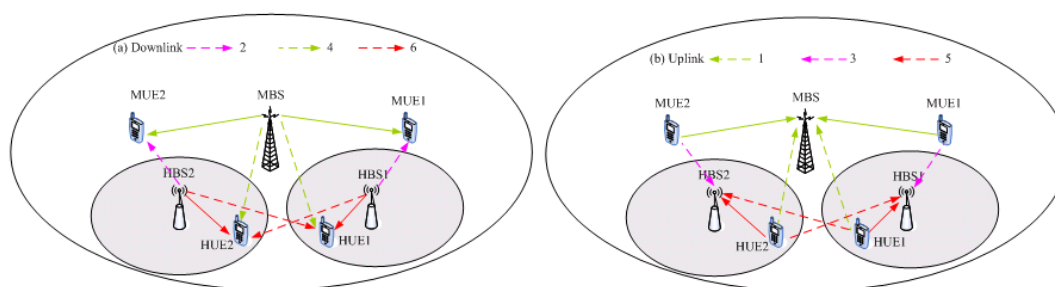 (a) Downlink 2 4 6
MUE2 MBS MUE1
HBS2 HBS1
HUE2 HUE1
(b) Uplink 1 3 5
MUE2 MBS MUE1
HBS2 HBS1
HUE2 HUE1